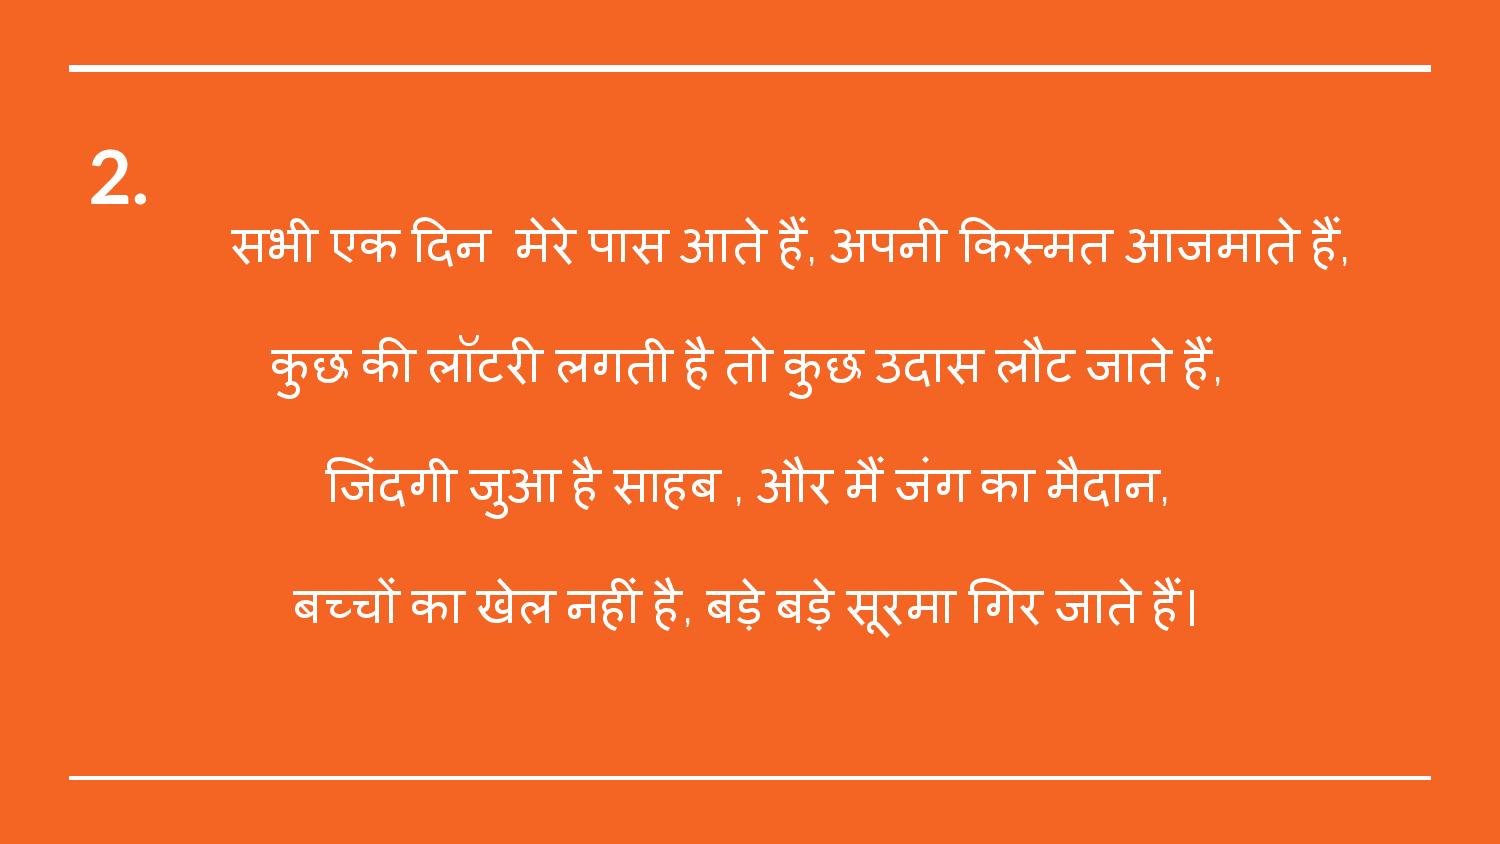 2.
सभी एक दिन  मेरे पास आते हैं, अपनी किस्मत आजमाते हैं,
कुछ की लॉटरी लगती है तो कुछ उदास लौट जाते हैं,
जिंदगी जुआ है साहब , और मैं जंग का मैदान,
बच्चों का खेल नहीं है, बड़े बड़े सूरमा गिर जाते हैं।